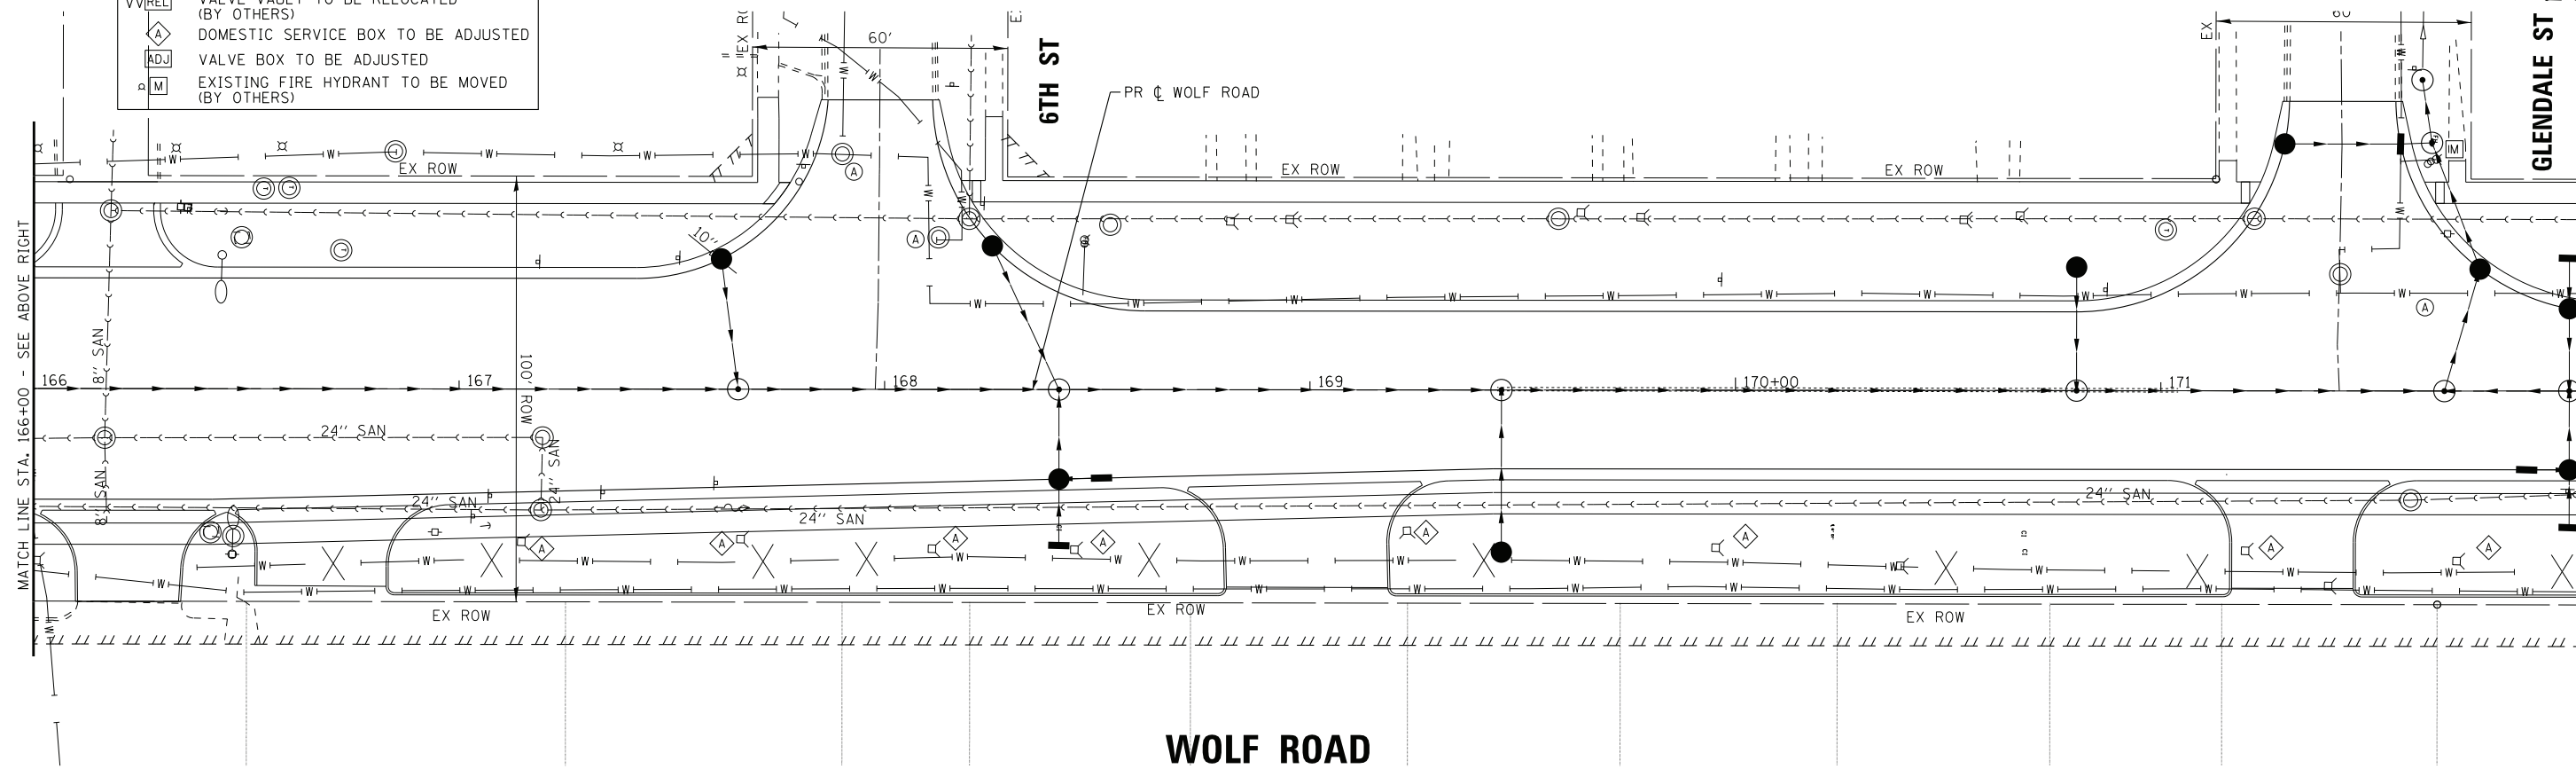 REL VALVE VAULT TO BE RELOCATED
(BY OTHERS)
A DOMESTIC SERVICE BOX TO BE ADJUSTED
ADJ VALVE BOX TO BE ADJUSTED
M EXISTING FIRE HYDRANT TO BE MOVED
(BY OTHERS)
60'
6TH ST
PR ℄ WOLF ROAD
60'
GLENDALE ST
EX ROW
EX ROW
EX ROW
10"
MATCH LINE STA. 166+00 - SEE ABOVE RIGHT
8" SAN
8" SAN
100' ROW
166
167
168
169
170+00
171
24" SAN
24" SAN
24" SAN
24" SAN
24" SAN
EX ROW
EX ROW
EX ROW
WOLF ROAD